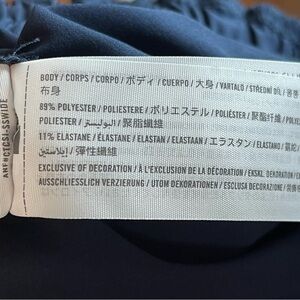 BODY / CORPS / CORPO / ボディ / CUERPO / 大身 / VARTALO / STŘEDNÍ DÍL /
布身
89% POLYESTER / POLIESTERE / ポリエステル / POLIÉSTER / 聚酯纤维 /
POLIESTER / البوليستر / 聚脂纖維
11% ELASTANE / ÉLASTANE / ELASTAN / ELASTAAN / エラスタン / ELASTANO /
إيلاستين / 彈性纖維
EXCLUSIVE OF DECORATION / À L'EXCLUSION DE LA DÉCORATION / EKSKL. DEKORATION /
AUSSCHLIESSLICH VERZIERUNG / UTOM DEKORATIONEN / ESCLUSA DECORAZIONE /